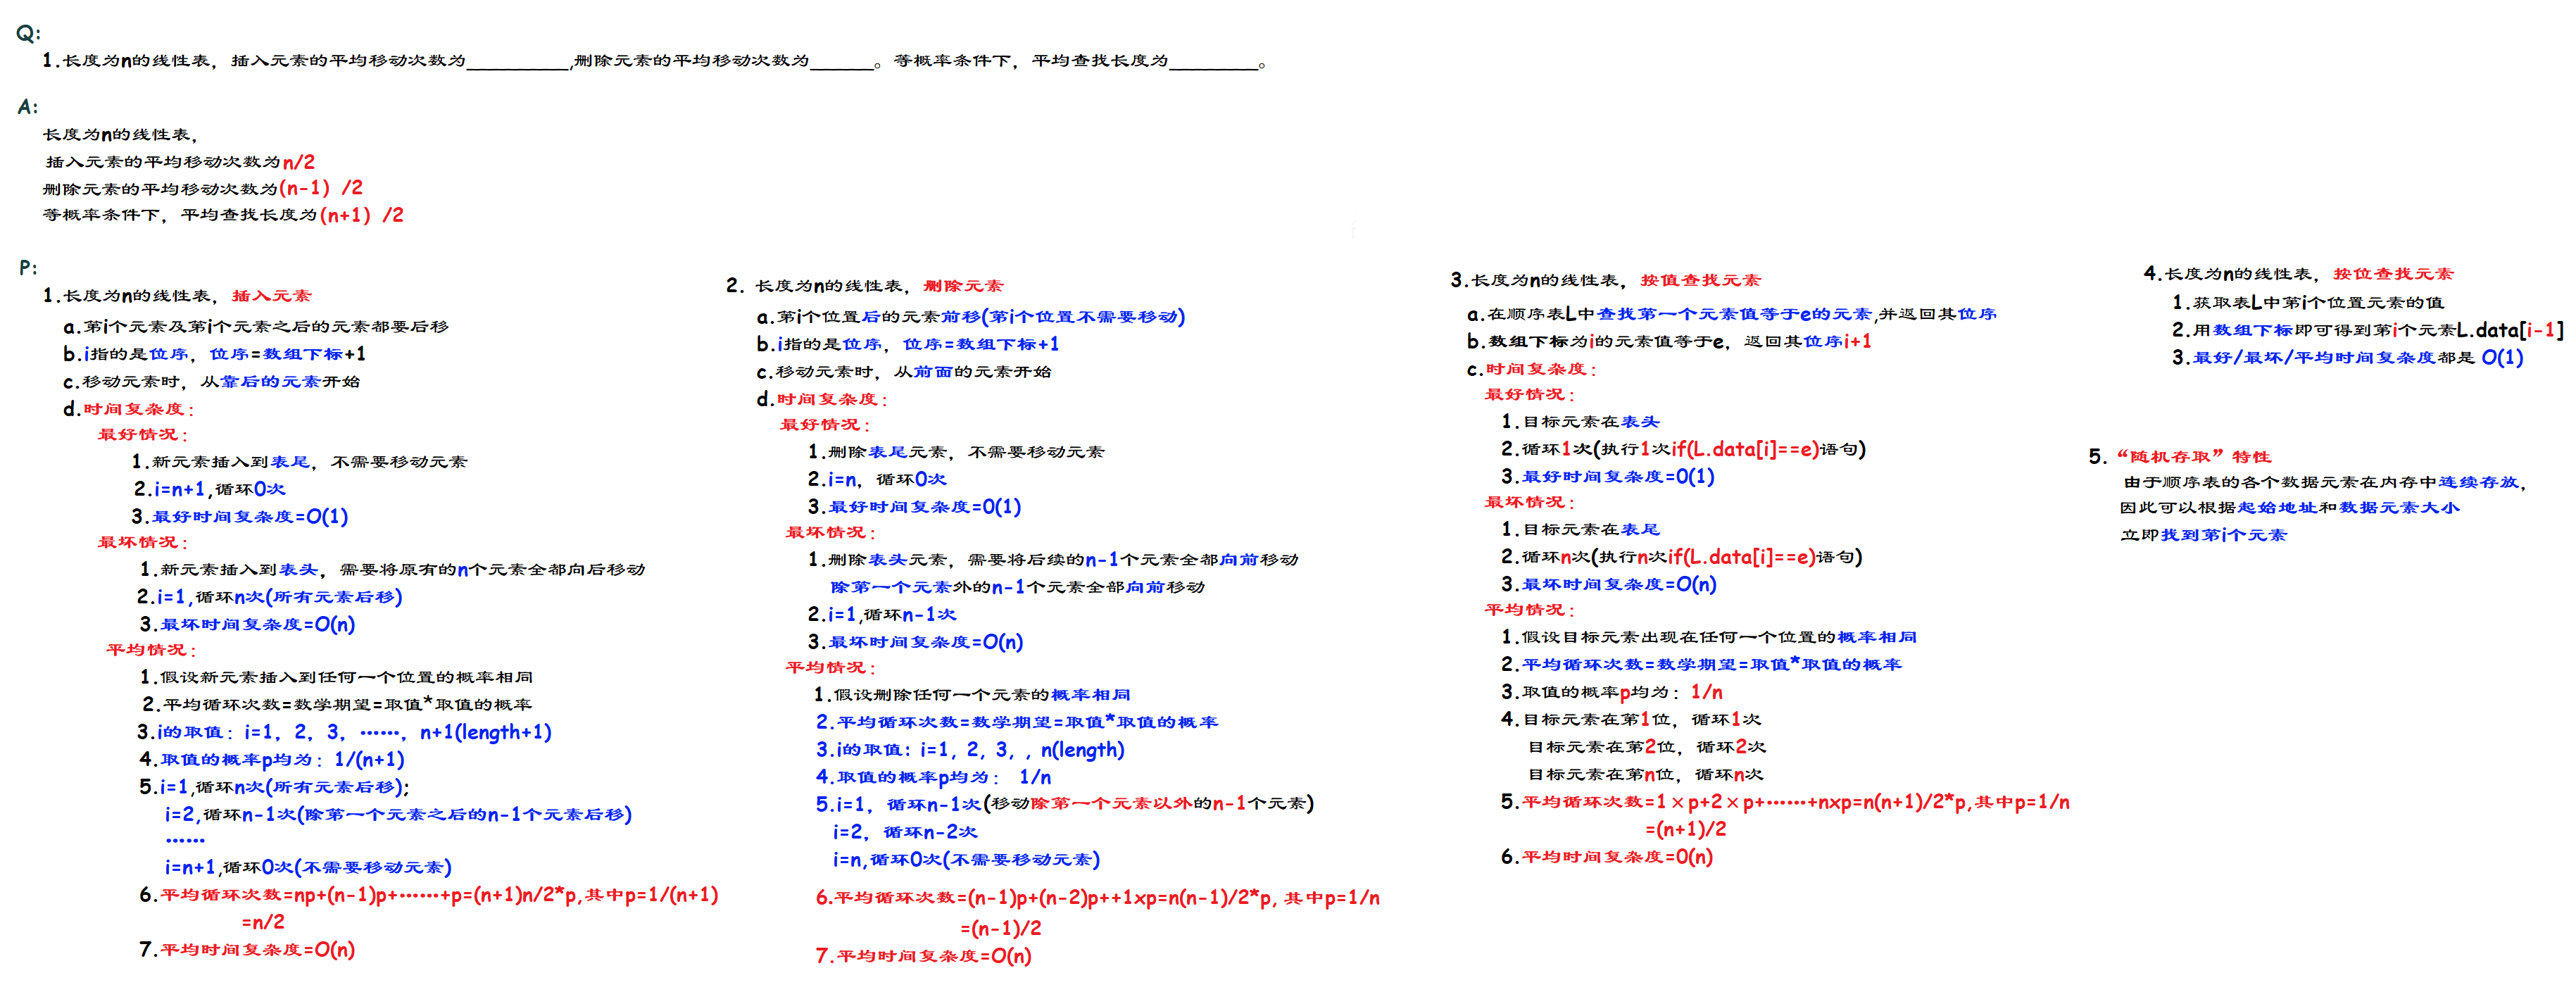 Q:
1.长度为n的线性表，插入元素的平均移动次数为_________,删除元素的平均移动次数为______。等概率条件下，平均查找长度为________。
A:
长度为n的线性表，
插入元素的平均移动次数为n/2
删除元素的平均移动次数为(n-1) /2
等概率条件下，平均查找长度为(n+1) /2
P:
1.长度为n的线性表，插入元素
a.第i个元素及第i个元素之后的元素都要后移
b.i指的是位序，位序=数组下标+1
c.移动元素时，从靠后的元素开始
d.时间复杂度：
最好情况：
1.新元素插入到表尾，不需要移动元素
2.i=n+1,循环0次
3.最好时间复杂度=O(1)
最坏情况：
1.新元素插入到表头，需要将原有的n个元素全都向后移动
2.i=1,循环n次(所有元素后移)
3.最坏时间复杂度=O(n)
平均情况：
1.假设新元素插入到任何一个位置的概率相同
2.平均循环次数=数学期望=取值*取值的概率
3.i的取值：i=1，2，3，……，n+1(length+1)
4.取值的概率p均为：1/(n+1)
5.i=1,循环n次(所有元素后移);
i=2,循环n-1次(除第一个元素之后的n-1个元素后移)
……
i=n+1,循环0次(不需要移动元素)
6.平均循环次数=np+(n-1)p+……+p=(n+1)n/2*p,其中p=1/(n+1)
=n/2
7.平均时间复杂度=O(n)
2. 长度为n的线性表，删除元素
a.第i个位置后的元素前移(第i个位置不需要移动)
b.i指的是位序，位序=数组下标+1
c.移动元素时，从前面的元素开始
d.时间复杂度：
最好情况：
1.删除表尾元素，不需要移动元素
2.i=n，循环0次
3.最好时间复杂度=0(1)
最坏情况：
1.删除表头元素，需要将后续的n-1个元素全都向前移动
除第一个元素外的n-1个元素全部向前移动
2.i=1,循环n-1次
3.最坏时间复杂度=O(n)
平均情况：
1.假设删除任何一个元素的概率相同
2.平均循环次数=数学期望=取值*取值的概率
3.i的取值: i=1, 2, 3, , n(length)
4.取值的概率p均为： 1/n
5.i=1，循环n-1次(移动除第一个元素以外的n-1个元素)
i=2，循环n-2次
i=n,循环0次(不需要移动元素)
6.平均循环次数=(n-1)p+(n-2)p++1xp=n(n-1)/2*p, 其中p=1/n
=(n-1)/2
7.平均时间复杂度=O(n)
3.长度为n的线性表，按值查找元素
a.在顺序表L中查找第一个元素值等于e的元素,并返回其位序
b.数组下标为i的元素值等于e，返回其位序i+1
c.时间复杂度：
最好情况：
1.目标元素在表头
2.循环1次(执行1次if(L.data[i]==e)语句)
3.最好时间复杂度=0(1)
最坏情况：
1.目标元素在表尾
2.循环n次(执行n次if(L.data[i]==e)语句)
3.最坏时间复杂度=O(n)
平均情况：
1.假设目标元素出现在任何一个位置的概率相同
2.平均循环次数=数学期望=取值*取值的概率
3.取值的概率p均为：1/n
4.目标元素在第1位，循环1次
目标元素在第2位，循环2次
目标元素在第n位，循环n次
5.平均循环次数=1×p+2×p+……+nxp=n(n+1)/2*p,其中p=1/n
=(n+1)/2
6.平均时间复杂度=0(n)
4.长度为n的线性表，按位查找元素
1.获取表L中第i个位置元素的值
2.用数组下标即可得到第i个元素L.data[i-1]
3.最好/最坏/平均时间复杂度都是 O(1)
5. “随机存取”特性
由于顺序表的各个数据元素在内存中连续存放，
因此可以根据起始地址和数据元素大小
立即找到第i个元素